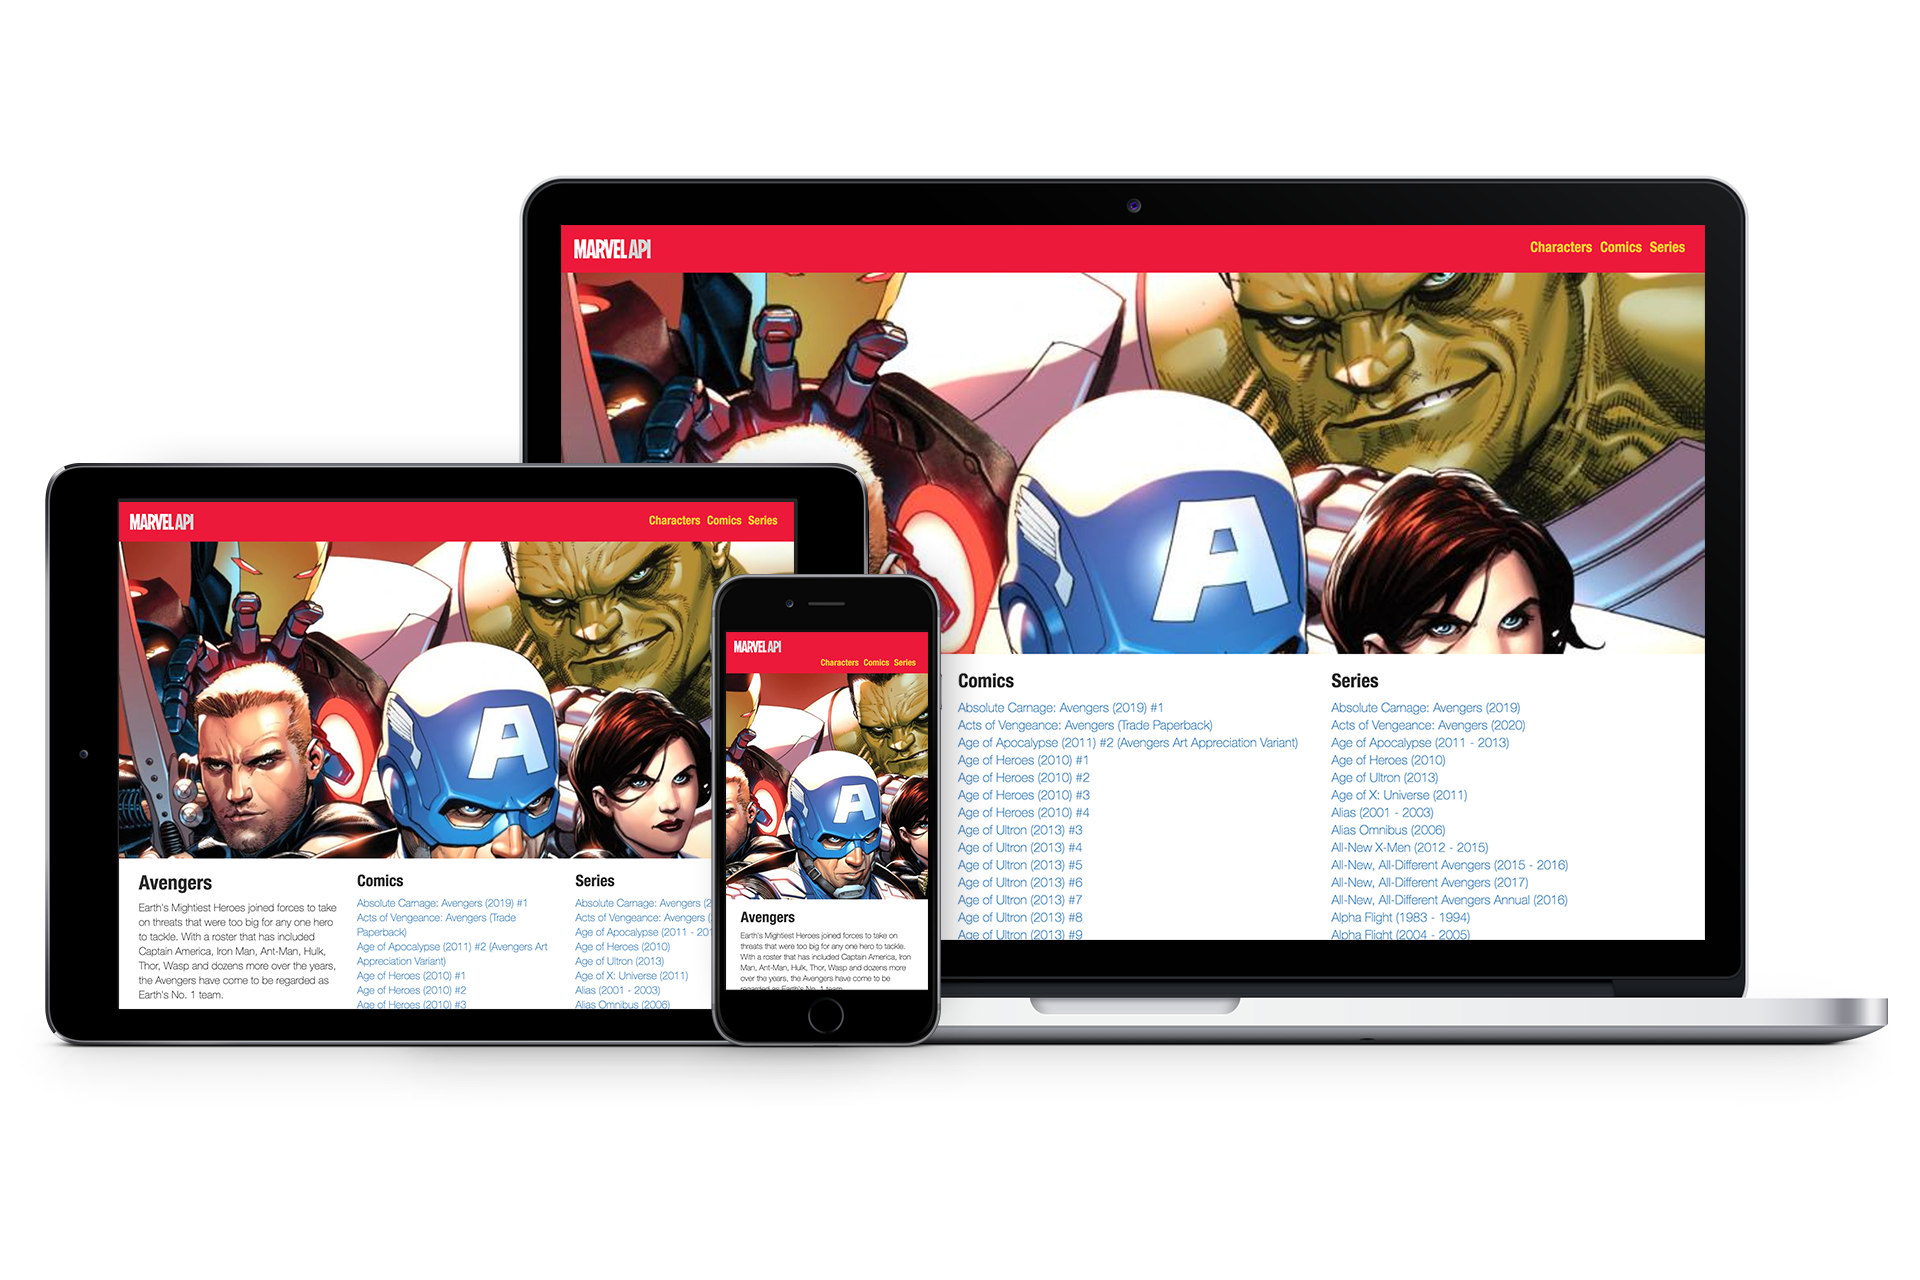 MARVEL API
Characters Comics Series
A
Comics
Absolute Carnage: Avengers (2019) #1
Acts of Vengeance: Avengers (Trade Paperback)
Age of Apocalypse (2011) #2 (Avengers Art Appreciation Variant)
Age of Heroes (2010) #1
Age of Heroes (2010) #2
Age of Heroes (2010) #3
Age of Heroes (2010) #4
Age of Ultron (2013) #3
Age of Ultron (2013) #4
Age of Ultron (2013) #5
Age of Ultron (2013) #6
Age of Ultron (2013) #7
Age of Ultron (2013) #8
Age of Ultron (2013) #9
Series
Absolute Carnage: Avengers (2019)
Acts of Vengeance: Avengers (2020)
Age of Apocalypse (2011 - 2013)
Age of Heroes (2010)
Age of Ultron (2013)
Age of X: Universe (2011)
Alias (2001 - 2003)
Alias Omnibus (2006)
All-New X-Men (2012 - 2015)
All-New, All-Different Avengers (2015 - 2016)
All-New, All-Different Avengers (2017)
All-New, All-Different Avengers Annual (2016)
Alpha Flight (1983 - 1994)
Alpha Flight (2004 - 2005)
MARVEL API
Characters Comics Series
A
Avengers
Earth's Mightiest Heroes joined forces to take
on threats that were too big for any one hero
to tackle. With a roster that has included
Captain America, Iron Man, Ant-Man, Hulk,
Thor, Wasp and dozens more over the years,
the Avengers have come to be regarded as
Earth's No. 1 team.
Comics
Absolute Carnage: Avengers (2019) #1
Acts of Vengeance: Avengers (Trade
Paperback)
Age of Apocalypse (2011) #2 (Avengers Art
Appreciation Variant)
Age of Heroes (2010) #1
Age of Heroes (2010) #2
Age of Heroes (2010) #3
Series
Absolute Carnage: Avengers (2
Acts of Vengeance: Avengers (
Age of Apocalypse (2011 - 201
Age of Heroes (2010)
Age of Ultron (2013)
Age of X: Universe (2011)
Alias (2001 - 2003)
Alias Omnibus (2006)
MARVEL API
Characters Comics Series
A
Avengers
Earth's Mightiest Heroes joined forces to take on
threats that were too big for any one hero to tackle.
With a roster that has included Captain America, Iron
Man, Ant-Man, Hulk, Thor, Wasp and dozens more
over the years, the Avengers have come to be
regarded as Earth's No. 1 team.